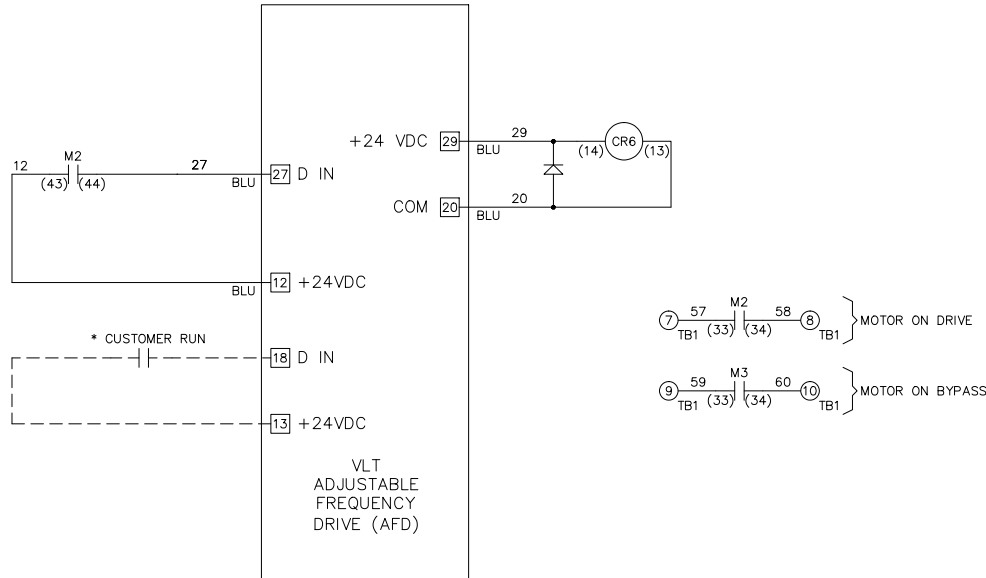 +24 VDC 29 29 BLU (14) CR6 (13)
12 M2 (43) (44) 27 BLU 27 D IN
COM 20 20 BLU
BLU 12 +24VDC
* CUSTOMER RUN
18 D IN
13 +24VDC
VLT
ADJUSTABLE
FREQUENCY
DRIVE (AFD)
7 TB1 57 M2 (33) (34) 58 8 TB1 MOTOR ON DRIVE
9 TB1 59 M3 (33) (34) 60 10 TB1 MOTOR ON BYPASS